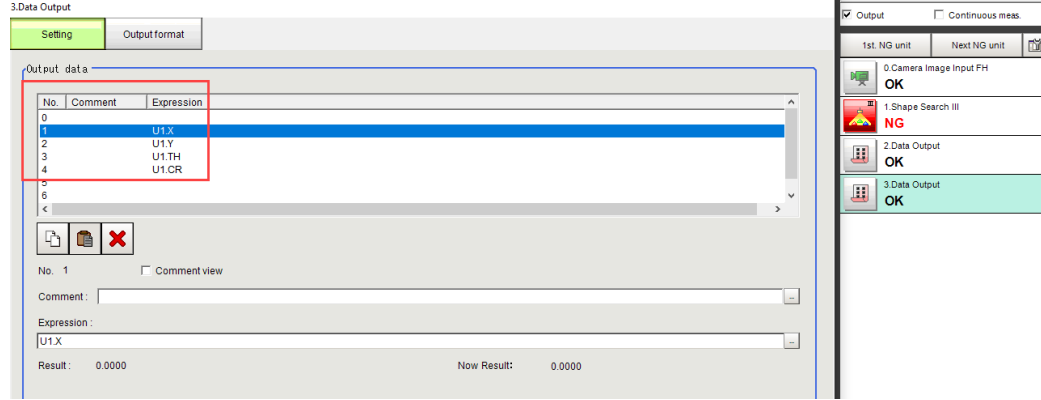 3.Data Output
Setting
Output format
Output data
No. Comment Expression
0
1 U1.X
2 U1.Y
3 U1.TH
4 U1.CR
5
6
No. 1
Comment view
Comment :
...
Expression :
U1.X
...
Result : 0.0000
Now Result: 0.0000
Output
Continuous meas.
1st. NG unit
Next NG unit
0.Camera Image Input FH
OK
1.Shape Search III
NG
2.Data Output
OK
3.Data Output
OK